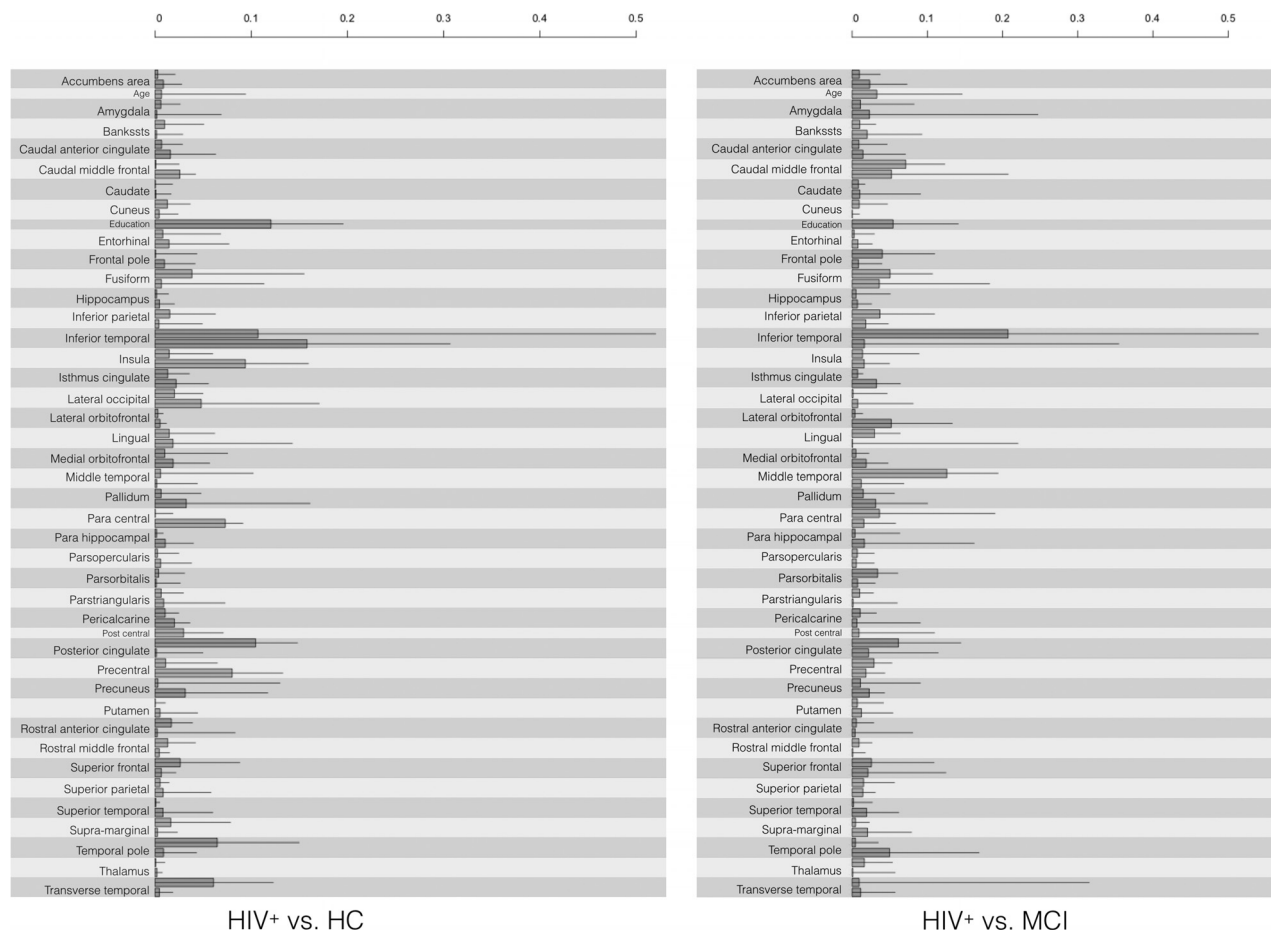 0 0.1 0.2 0.3 0.4 0.5
Accumbens area
Age
Amygdala
Bankssts
Caudal anterior cingulate
Caudal middle frontal
Caudate
Cuneus
Education
Entorhinal
Frontal pole
Fusiform
Hippocampus
Inferior parietal
Inferior temporal
Insula
Isthmus cingulate
Lateral occipital
Lateral orbitofrontal
Lingual
Medial orbitofrontal
Middle temporal
Pallidum
Para central
Para hippocampal
Parsopercularis
Parsorbitalis
Parstriangularis
Pericalcarine
Post central
Posterior cingulate
Precentral
Precuneus
Putamen
Rostral anterior cingulate
Rostral middle frontal
Superior frontal
Superior parietal
Superior temporal
Supra-marginal
Temporal pole
Thalamus
Transverse temporal
HIV+ vs. HC
0 0.1 0.2 0.3 0.4 0.5
Accumbens area
Age
Amygdala
Bankssts
Caudal anterior cingulate
Caudal middle frontal
Caudate
Cuneus
Education
Entorhinal
Frontal pole
Fusiform
Hippocampus
Inferior parietal
Inferior temporal
Insula
Isthmus cingulate
Lateral occipital
Lateral orbitofrontal
Lingual
Medial orbitofrontal
Middle temporal
Pallidum
Para central
Para hippocampal
Parsopercularis
Parsorbitalis
Parstriangularis
Pericalcarine
Post central
Posterior cingulate
Precentral
Precuneus
Putamen
Rostral anterior cingulate
Rostral middle frontal
Superior frontal
Superior parietal
Superior temporal
Supra-marginal
Temporal pole
Thalamus
Transverse temporal
HIV+ vs. MCI